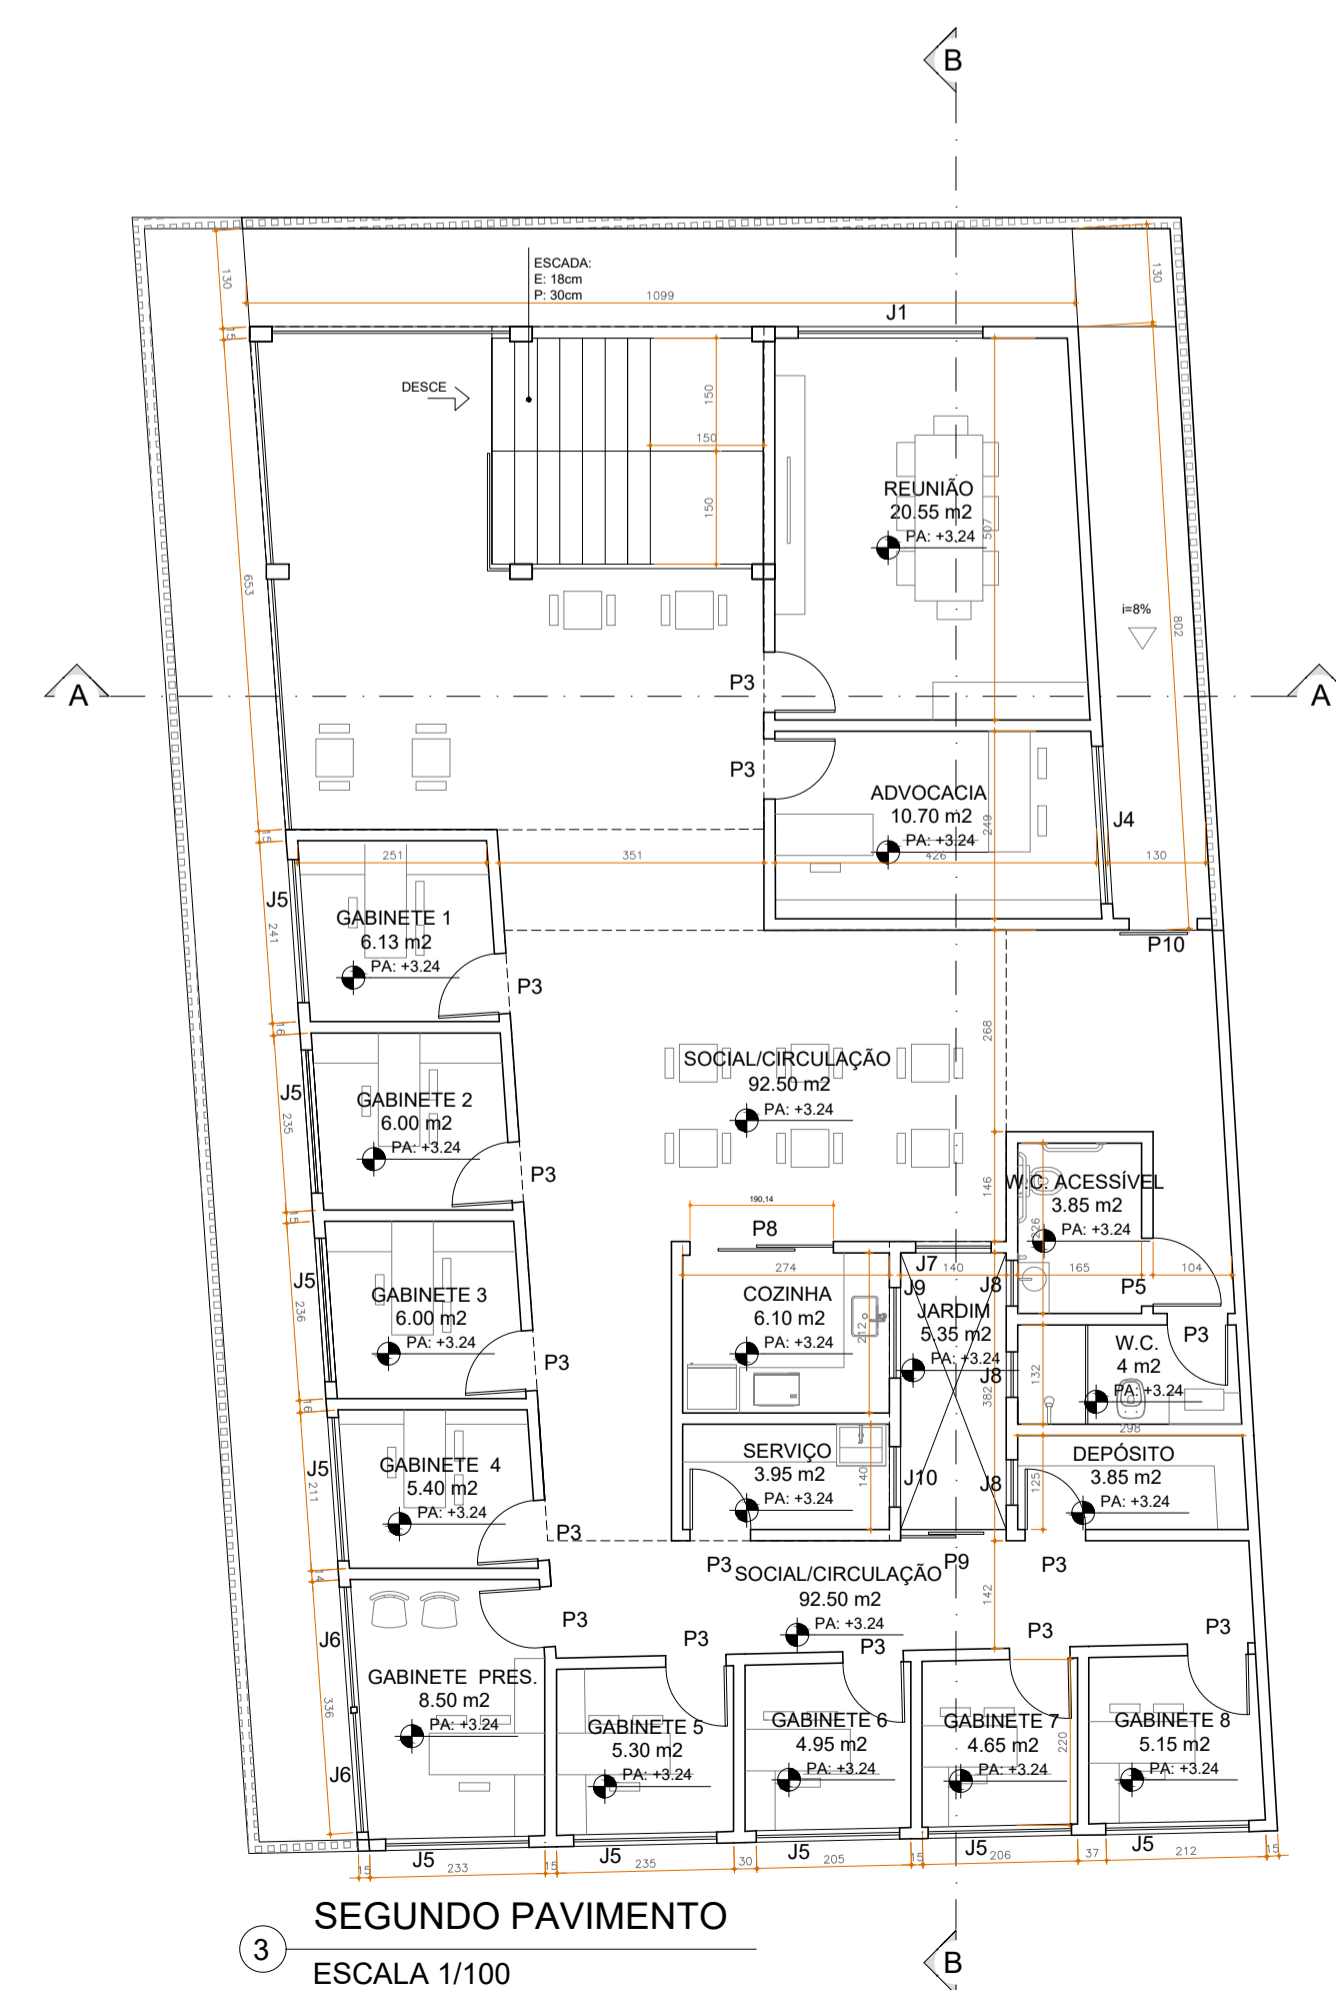 B
ESCADA:
E: 18cm
P: 30cm
1099
130
130
15
J1
DESCE
150
150
150
REUNIÃO
20.55 m2
PA: +3.24
507
653
i=8%
802
A
P3
A
P3
ADVOCACIA
10.70 m2
PA: +3.24
249
J4
15
251
351
426
130
J5
GABINETE 1
6.13 m2
PA: +3.24
241
P10
P3
16
268
SOCIAL/CIRCULAÇÃO
92.50 m2
PA: +3.24
J5
GABINETE 2
6.00 m2
PA: +3.24
235
P3
146
W.C. ACESSÍVEL
3.85 m2
PA: +3.24
226
190,14
P8
15
J5
GABINETE 3
6.00 m2
PA: +3.24
236
P3
274
J7
140
J9
J8
165
P5
104
COZINHA
6.10 m2
PA: +3.24
212
JARDIM
5.35 m2
PA: +3.24
382
J8
P3
W.C.
4 m2
PA: +3.24
132
298
16
J5
GABINETE  4
5.40 m2
PA: +3.24
211
P3
SERVIÇO
3.95 m2
PA: +3.24
140
J10
J8
DEPÓSITO
3.85 m2
PA: +3.24
125
14
P3
P9
P3
SOCIAL/CIRCULAÇÃO
92.50 m2
PA: +3.24
142
P3
P3
P3
P3
P3
J6
GABINETE  PRES.
8.50 m2
PA: +3.24
336
J6
GABINETE 5
5.30 m2
PA: +3.24
GABINETE 6
4.95 m2
PA: +3.24
GABINETE 7
4.65 m2
PA: +3.24
220
GABINETE 8
5.15 m2
PA: +3.24
J5
J5
J5
J5
J5
15
233
15
235
30
205
15
206
37
212
15
SEGUNDO PAVIMENTO
3
ESCALA 1/100
B